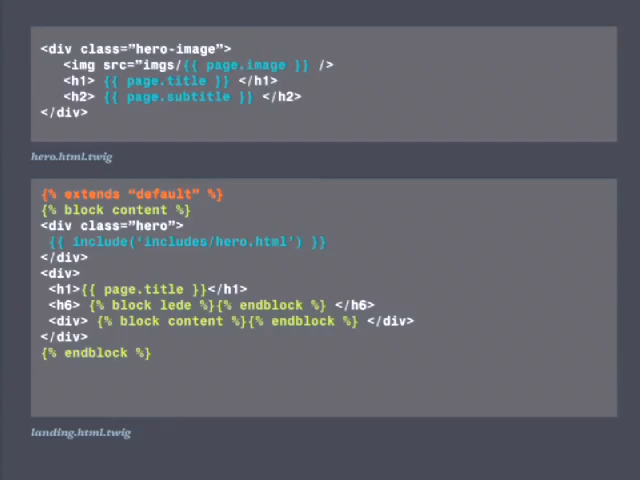 <div class=”hero-image”>
<img src=”imgs/{{ page.image }} />
<h1> {{ page.title }} </h1>
<h2> {{ page.subtitle }} </h2>
</div>
hero.html.twig
{% extends “default” %}
{% block content %}
<div class=”hero”>
{{ include(‘includes/hero.html’) }}
</div>
<div>
<h1>{{ page.title }}</h1>
<h6> {% block lede %}{% endblock %} </h6>
<div> {% block content %}{% endblock %} </div>
</div>
{% endblock %}
landing.html.twig